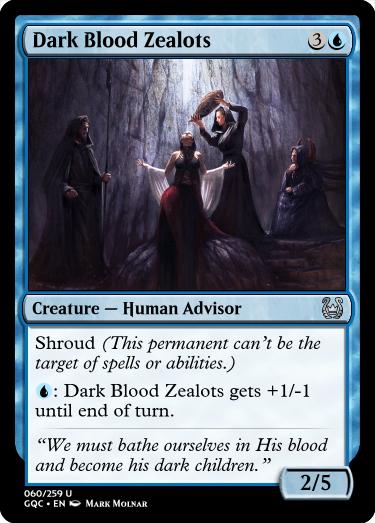 Dark Blood Zealots 3
Creature — Human Advisor
Shroud (This permanent can't be the
target of spells or abilities.)
: Dark Blood Zealots gets +1/-1
until end of turn.
“We must bathe ourselves in His blood
and become his dark children.”
2/5
060/259 U
GQC • EN Mark Molnar